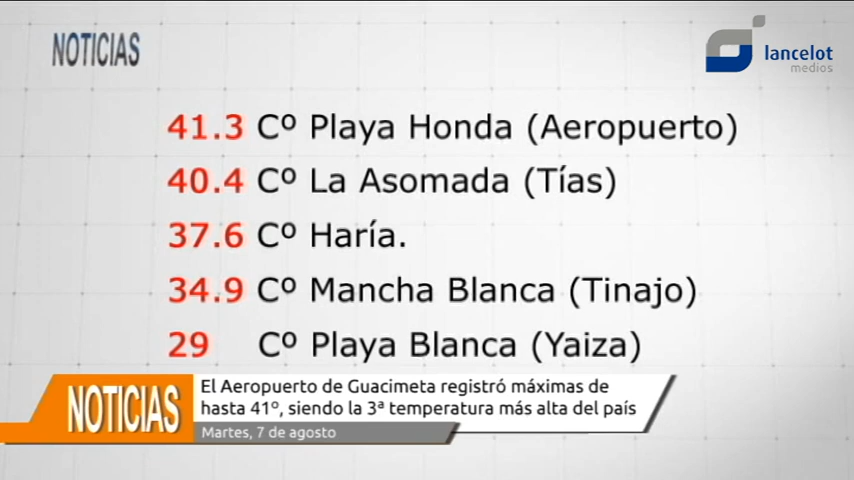 NOTICIAS
lancelot
medios
41.3 Cº Playa Honda (Aeropuerto)
40.4 Cº La Asomada (Tías)
37.6 Cº Haría.
34.9 Cº Mancha Blanca (Tinajo)
29 Cº Playa Blanca (Yaiza)
NOTICIAS
El Aeropuerto de Guacimeta registró máximas de
hasta 41º, siendo la 3ª temperatura más alta del país
Martes, 7 de agosto